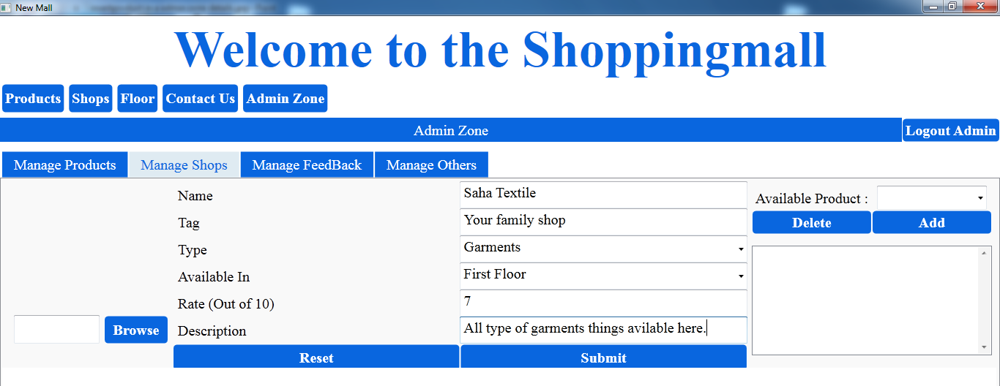 New Mall
Welcome to the Shoppingmall
Products Shops Floor Contact Us Admin Zone
Admin Zone Logout Admin
Manage Products Manage Shops Manage FeedBack Manage Others
Name Saha Textile Available Product :
Tag Your family shop Delete Add
Type Garments
Available In First Floor
Rate (Out of 10) 7
Browse Description All type of garments things avilable here.
Reset Submit